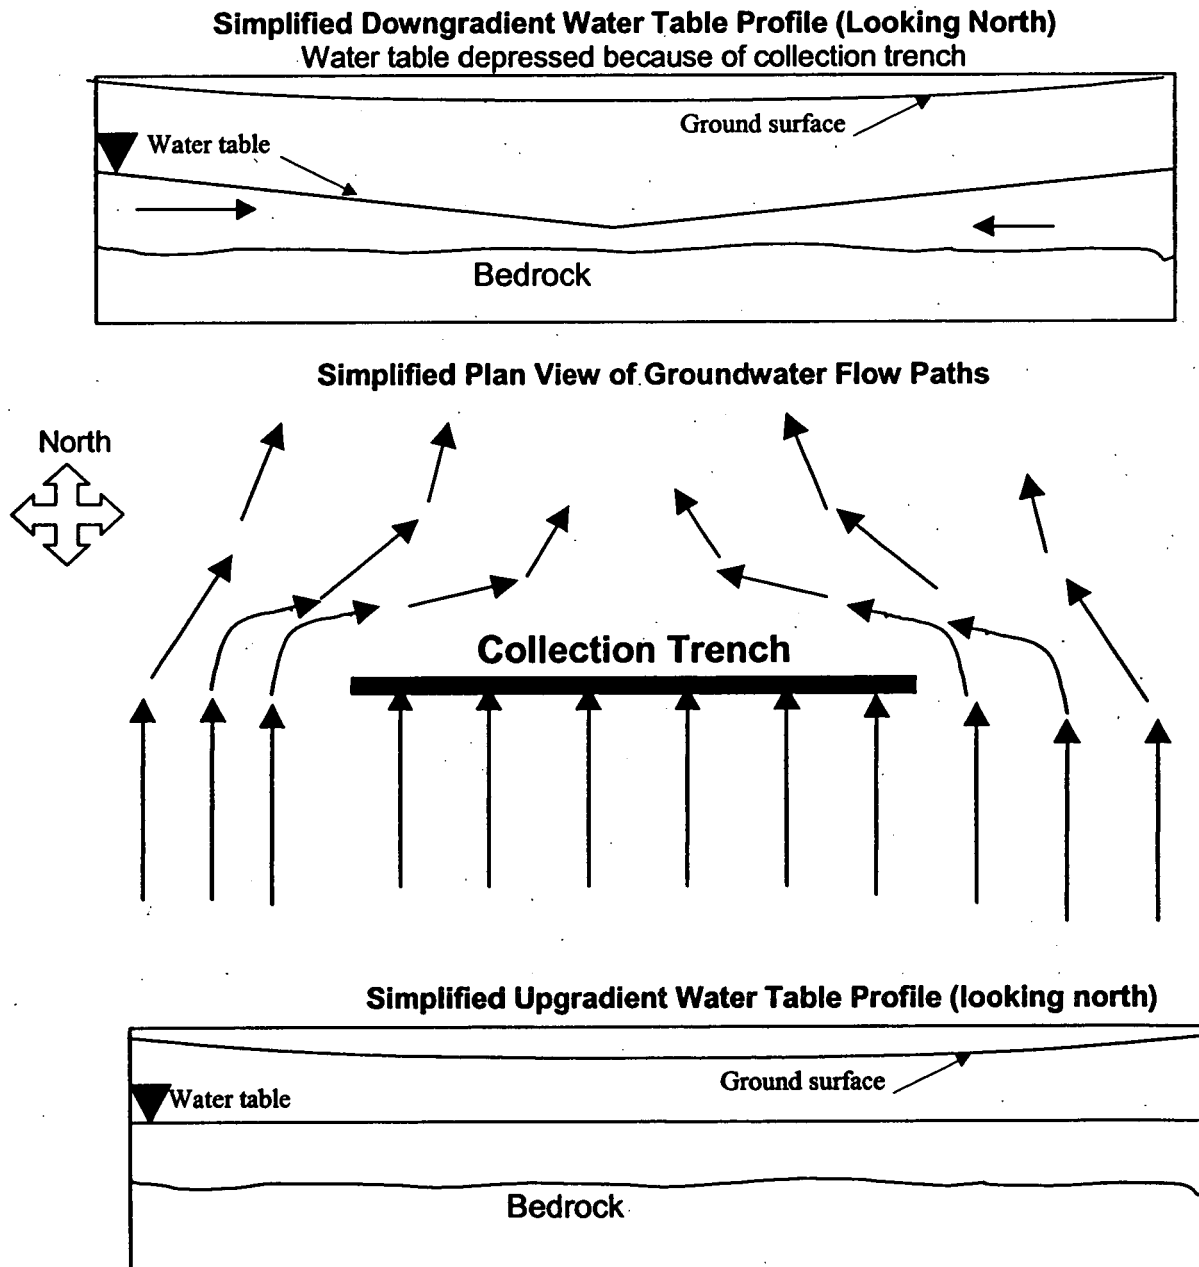 Simplified Downgradient Water Table Profile (Looking North)
Water table depressed because of collection trench
Ground surface
Water table
Bedrock
Simplified Plan View of Groundwater Flow Paths
North
Collection Trench
Simplified Upgradient Water Table Profile (looking north)
Ground surface
Water table
Bedrock